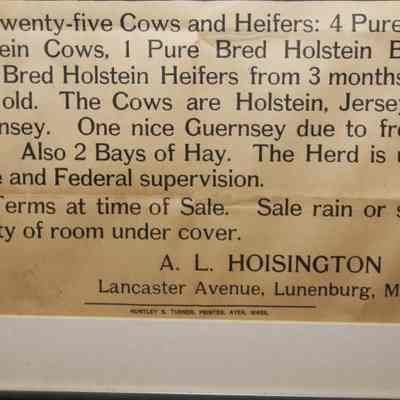 wenty-five Cows and Heifers: 4 Pure
ein Cows, 1 Pure Bred Holstein B
Bred Holstein Heifers from 3 months
old. The Cows are Holstein, Jersey
nsey. One nice Guernsey due to fre
Also 2 Bays of Hay. The Herd is
e and Federal supervision.
Terms at time of Sale. Sale rain or s
ty of room under cover.
A. L. HOISINGTON
Lancaster Avenue, Lunenburg, M
HUNTLEY S. TURNER, PRINTER, AYER, MASS.